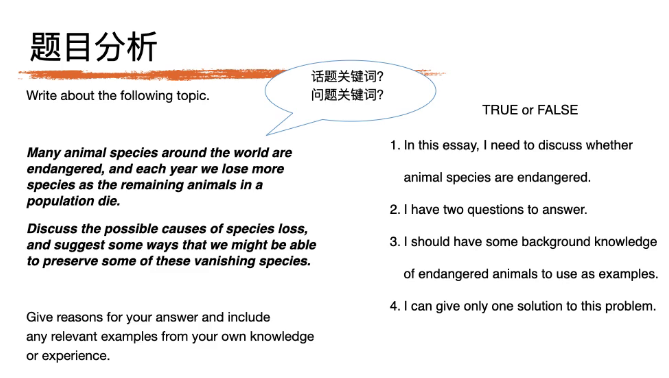 题目分析
话题关键词?
问题关键词?
Write about the following topic.
Many animal species around the world are
endangered, and each year we lose more
species as the remaining animals in a
population die.
Discuss the possible causes of species loss,
and suggest some ways that we might be able
to preserve some of these vanishing species.
Give reasons for your answer and include
any relevant examples from your own knowledge
or experience.
TRUE or FALSE
1. In this essay, I need to discuss whether
animal species are endangered.
2. I have two questions to answer.
3. I should have some background knowledge
of endangered animals to use as examples.
4. I can give only one solution to this problem.